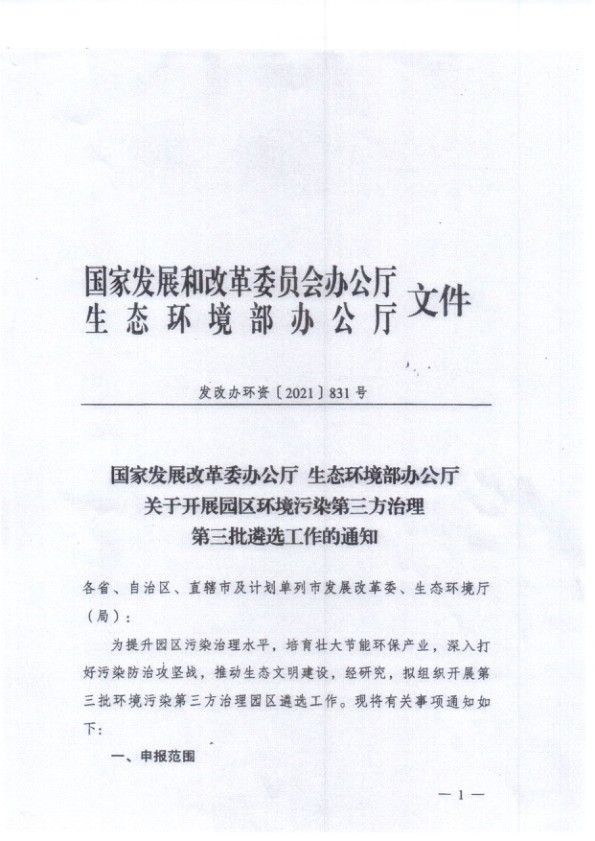 国家发展和改革委员会办公厅
生态环境部办公厅
文件
发改办环资〔2021〕831号
国家发展改革委办公厅 生态环境部办公厅
关于开展园区环境污染第三方治理
第三批遴选工作的通知
各省、自治区、直辖市及计划单列市发展改革委、生态环境厅
（局）：
为提升园区污染治理水平，培育壮大节能环保产业，深入打
好污染防治攻坚战，推动生态文明建设，经研究，拟组织开展第
三批环境污染第三方治理园区遴选工作。现将有关事项通知如
下：
一、申报范围
— 1 —